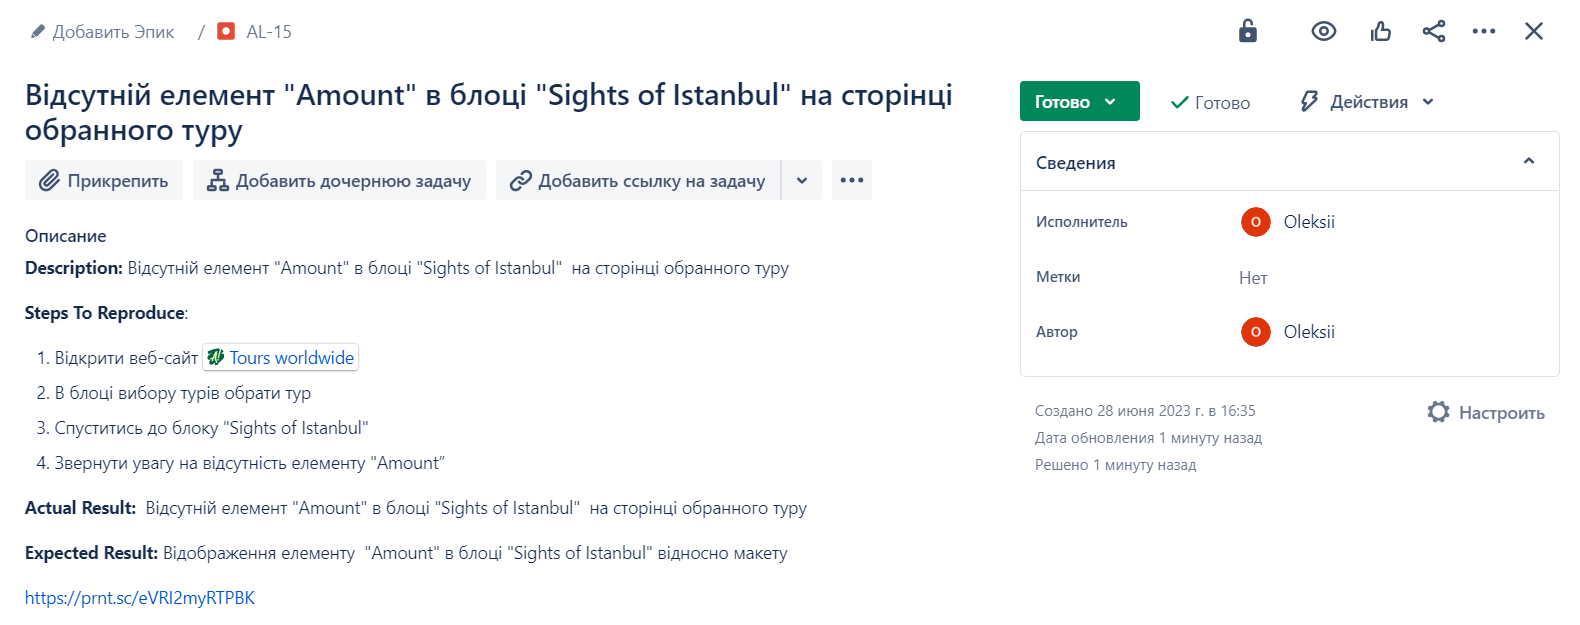 Добавить Эпик / AL-15
Відсутній елемент "Amount" в блоці "Sights of Istanbul" на сторінці
обранного туру
Прикрепить Добавить дочернюю задачу Добавить ссылку на задачу
Описание
Description: Відсутній елемент "Amount" в блоці "Sights of Istanbul" на сторінці обранного туру
Steps To Reproduce:
1. Відкрити веб-сайт Tours worldwide
2. В блоці вибору турів обрати тур
3. Спуститись до блоку "Sights of Istanbul"
4. Звернути увагу на відсутність елементу "Amount”
Actual Result: Відсутній елемент "Amount" в блоці "Sights of Istanbul" на сторінці обранного туру
Expected Result: Відображення елементу "Amount" в блоці "Sights of Istanbul" відносно макету
https://prnt.sc/eVRI2myRTPBK
Готово Готово Действия
Сведения
Исполнитель O Oleksii
Метки Нет
Автор O Oleksii
Создано 28 июня 2023 г. в 16:35
Дата обновления 1 минуту назад
Решено 1 минуту назад
Настроить